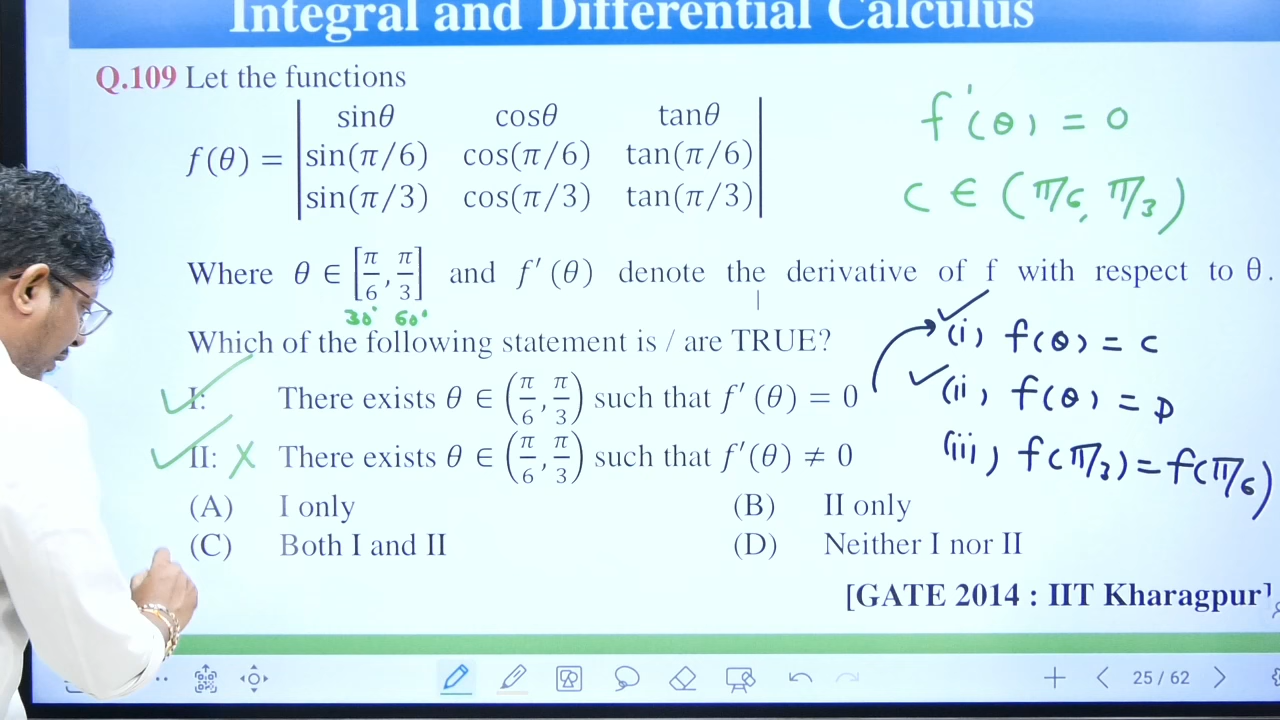 Integral and Differential Calculus
Q.109 Let the functions
f(θ) = | sinθ cosθ tanθ |
| sin(π/6) cos(π/6) tan(π/6) |
| sin(π/3) cos(π/3) tan(π/3) |
f'(θ) = 0
c ∈ (π/6, π/3)
Where θ ∈ [π/6, π/3] and f′(θ) denote the derivative of f with respect to θ.
30° 60°
Which of the following statement is / are TRUE?
(i) f(θ) = C
I: There exists θ ∈ (π/6, π/3) such that f′(θ) = 0
(ii) f(θ) = D
II: X There exists θ ∈ (π/6, π/3) such that f′(θ) ≠ 0
(iii) f(π/3) = f(π/6)
(A) I only (B) II only
(C) Both I and II (D) Neither I nor II
[GATE 2014 : IIT Kharagpur]
25 / 62